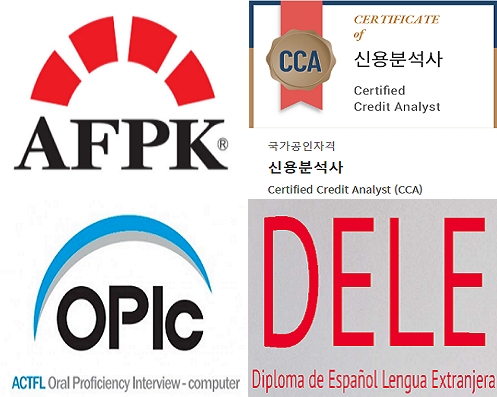 AFPK®
CERTIFICATE
of
CCA
신용분석사
Certified
Credit Analyst
국가공인자격
신용분석사
Certified Credit Analyst (CCA)
OPIc
ACTFL Oral Proficiency Interview - computer
DELE
Diploma de Español Lengua Extranjera